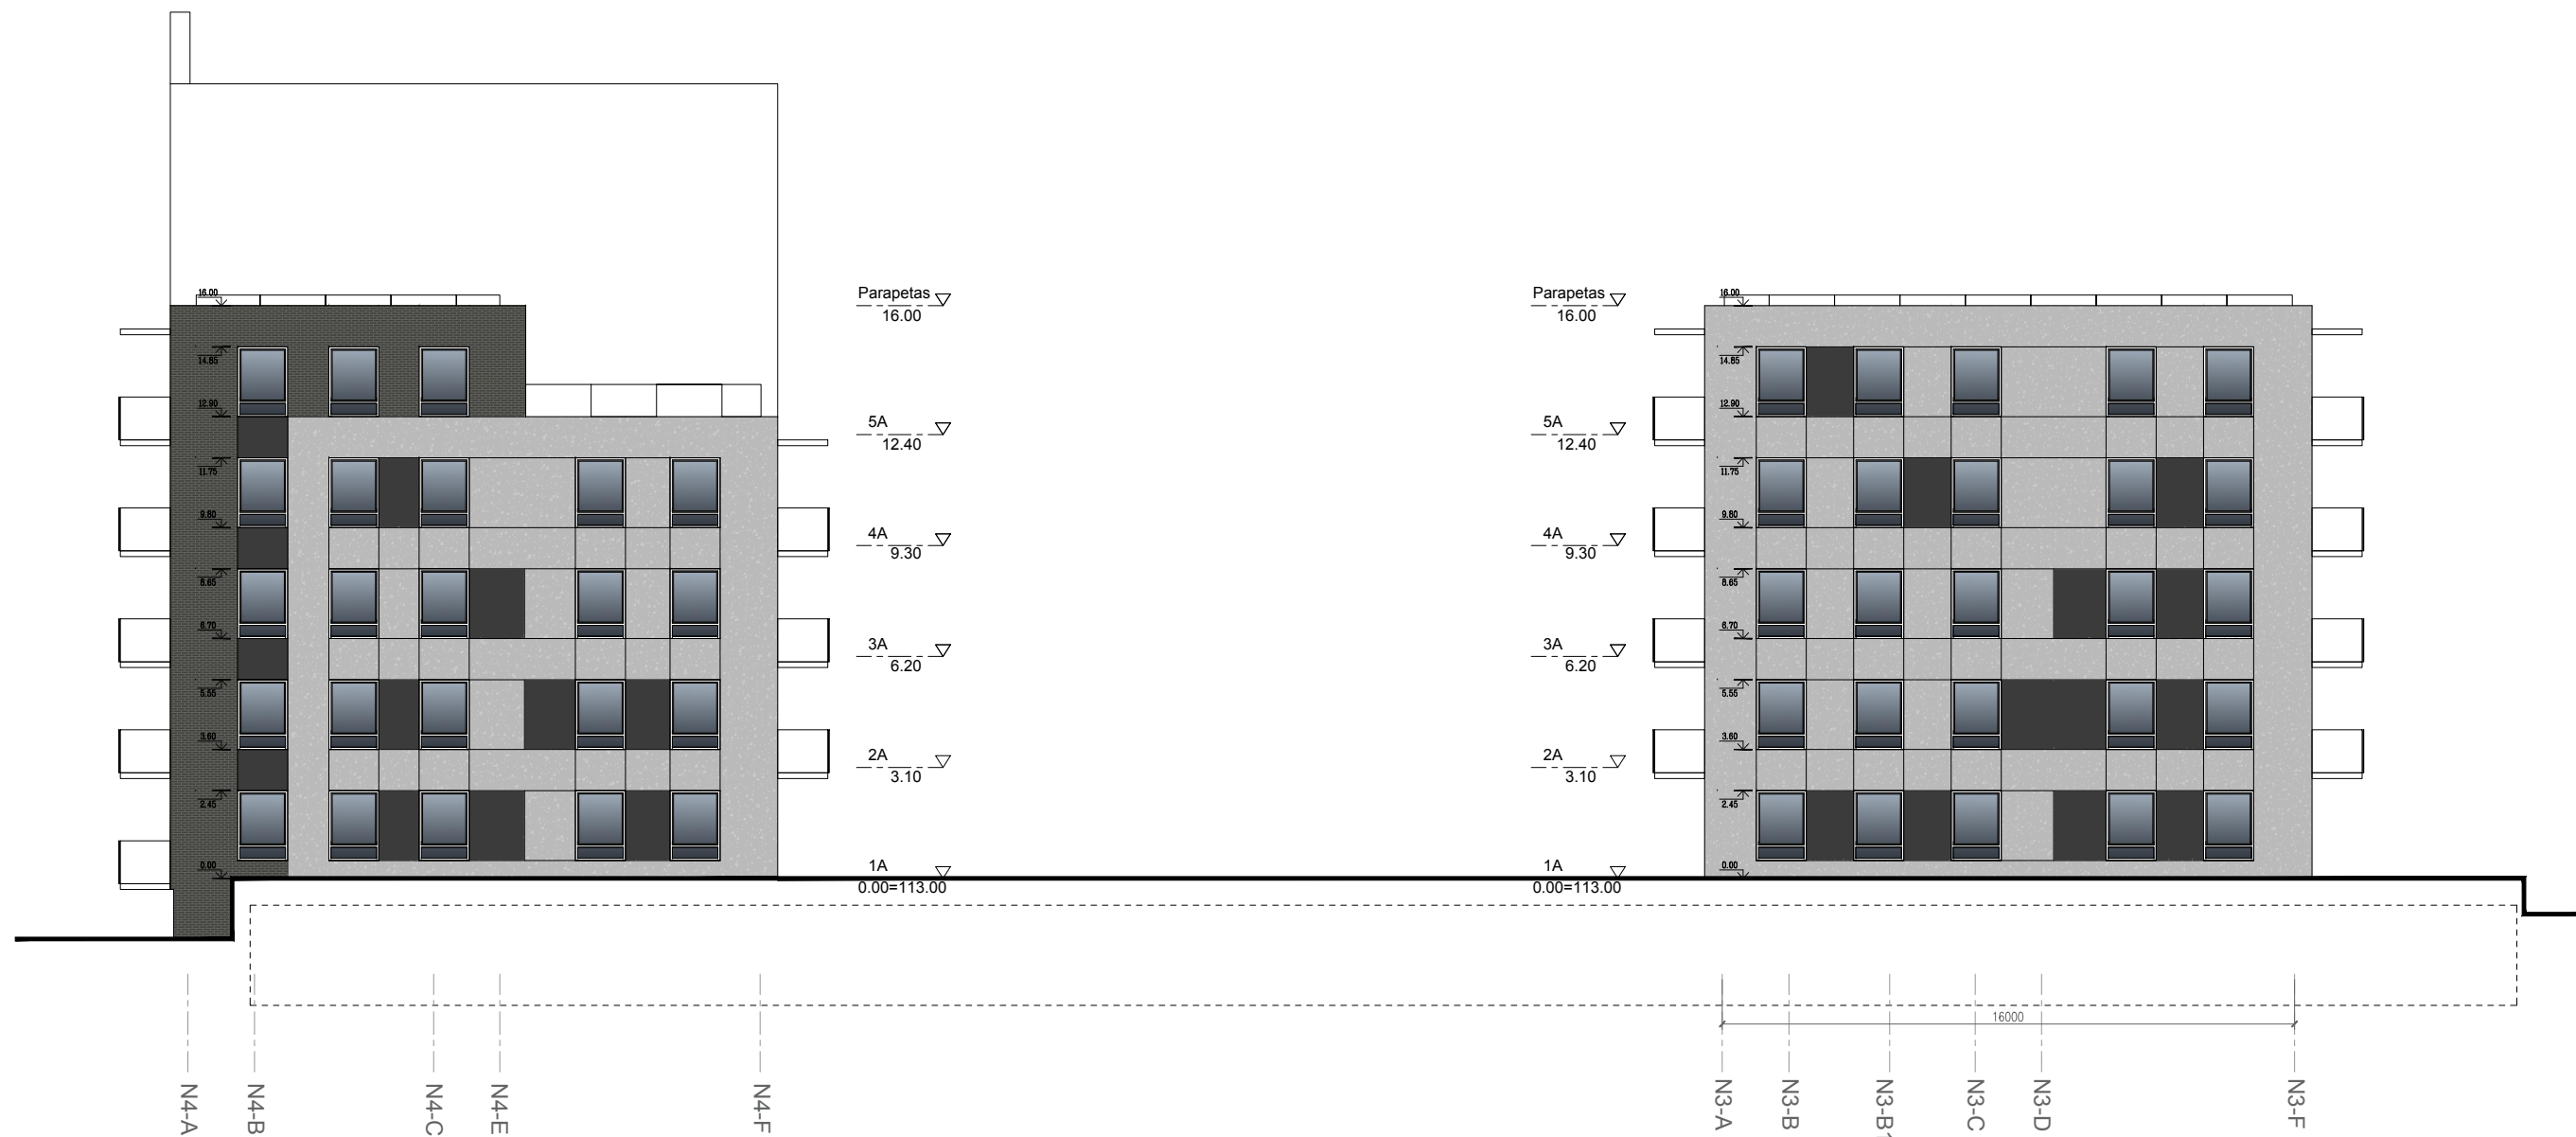 16.00
14.85
12.90
11.75
9.80
8.65
6.70
5.55
3.60
2.45
0.00
Parapetas
16.00
5A
12.40
4A
9.30
3A
6.20
2A
3.10
1A
0.00=113.00
Parapetas
16.00
5A
12.40
4A
9.30
3A
6.20
2A
3.10
1A
0.00=113.00
16.00
14.85
12.90
11.75
9.80
8.65
6.70
5.55
3.60
2.45
0.00
16000
N4-A
N4-B
N4-C
N4-E
N4-F
N3-A
N3-B
N3-B1
N3-C
N3-D
N3-F